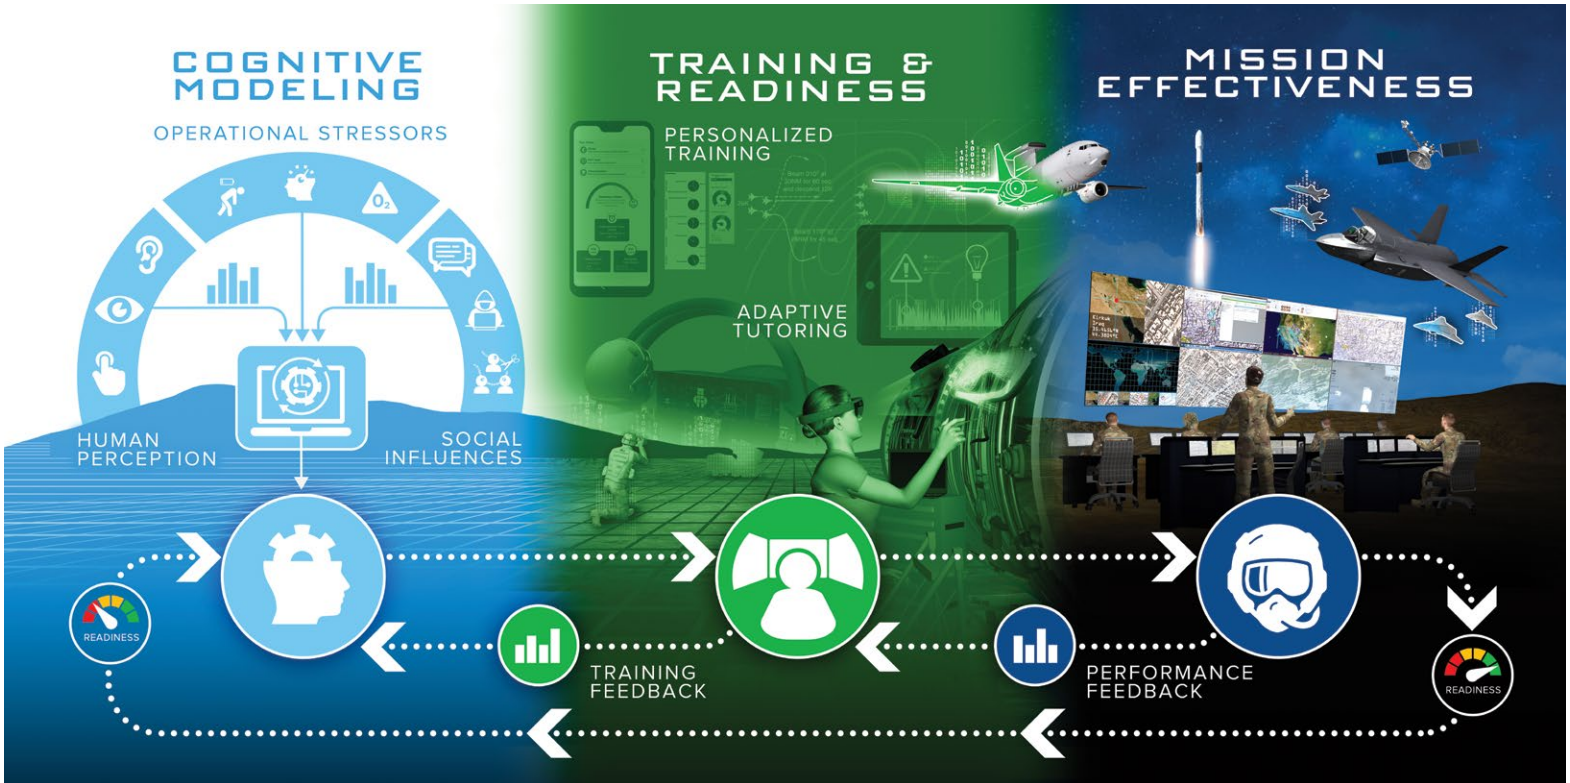 COGNITIVE
MODELING
OPERATIONAL STRESSORS
O₂
HUMAN
PERCEPTION
SOCIAL
INFLUENCES
TRAINING &
READINESS
PERSONALIZED
TRAINING
ADAPTIVE
TUTORING
MISSION
EFFECTIVENESS
READINESS
TRAINING
FEEDBACK
PERFORMANCE
FEEDBACK
READINESS